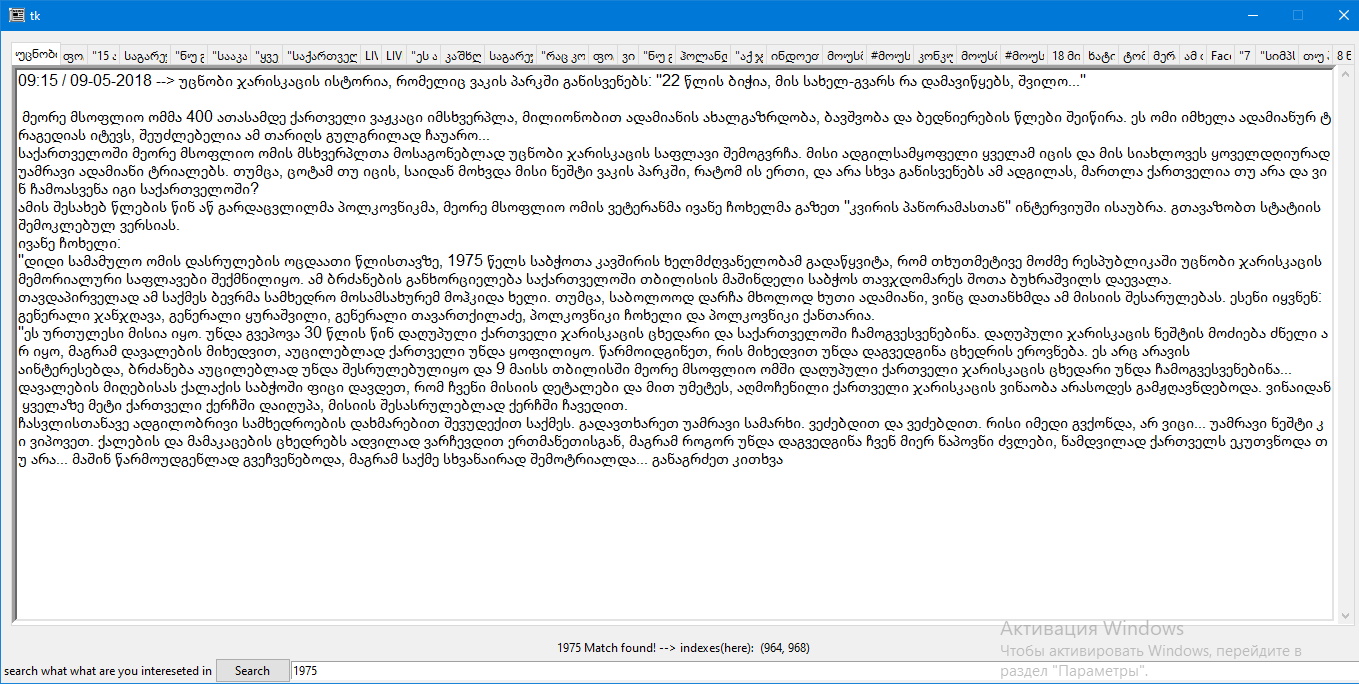 tk
"უცნობი
ფო
"15 ა
საგარეუ
"ნუ გ
"სააკა
"ყვე
"საქართველ
LIV
LIV
"ეს ა
კაშხლ
საგარეუ
"რაც კო
ფო
ვი
"ნუ გ
ჰოლანდ
"აქ ჯ
ინდოეთ
მოუსმ
#მოუს
კონკუ
მოუსმ
#მოუს
18 მი
ხატი
ტომ
მერ
ამ დ
Face
"7
"სიმპ
თუ
8 წ
09:15 / 09-05-2018 --> უცნობი ჯარისკაცის ისტორია, რომელიც ვაკის პარკში განისვენებს: "22 წლის ბიჭია, მის სახელ-გვარს რა დამავიწყებს, შვილო..."
მეორე მსოფლიო ომმა 400 ათასამდე ქართველი ვაჟკაცი იმსხვერპლა, მილიონობით ადამიანის ახალგაზრდობა, ბავშვობა და ბედნიერების წლები შეიწირა. ეს ომი იმხელა ადამიანურ ტ
რაგედიას იტევს, შეუძლებელია ამ თარიღს გულგრილად ჩაუარო...
საქართველოში მეორე მსოფლიო ომის მსხვერპლთა მოსაგონებლად უცნობი ჯარისკაცის საფლავი შემოგვრჩა. მისი ადგილსამყოფელი ყველამ იცის და მის სიახლოვეს ყოველდღიურად
უამრავი ადამიანი ტრიალებს. თუმცა, ცოტამ თუ იცის, საიდან მოხვდა მისი ნეშტი ვაკის პარკში, რატომ ის ერთი, და არა სხვა განისვენებს ამ ადგილას, მართლა ქართველია თუ არა და ვი
ნ ჩამოასვენა იგი საქართველოში?
ამის შესახებ წლების წინ აწ გარდაცვლილმა პოლკოვნიკმა, მეორე მსოფლიო ომის ვეტერანმა ივანე ჩოხელმა გაზეთ "კვირის პანორამასთან" ინტერვიუში ისაუბრა. გთავაზობთ სტატიის
შემოკლებულ ვერსიას.
ივანე ჩოხელი:
"დიდი სამამულო ომის დასრულების ოცდაათი წლისთავზე, 1975 წელს საბჭოთა კავშირის ხელმძღვანელობამ გადაწყვიტა, რომ თხუთმეტივე მოძმე რესპუბლიკაში უცნობი ჯარისკაცის
მემორიალური საფლავები შექმნილიყო. ამ ბრძანების განხორციელება საქართველოში თბილისის მაშინდელი საბჭოს თავჯდომარეს შოთა ბუხრაშვილს დაევალა.
თავდაპირველად ამ საქმეს ბევრმა სამხედრო მოსამსახურემ მოჰკიდა ხელი. თუმცა, საბოლოოდ დარჩა მხოლოდ ხუთი ადამიანი, ვინც დათანხმდა ამ მისიის შესარულებას. ესენი იყვნენ:
გენერალი ჯანჯღავა, გენერალი ყურაშვილი, გენერალი თავართქილაძე, პოლკოვნიკი ჩოხელი და პოლკოვნიკი ქანთარია.
"ეს ურთულესი მისია იყო. უნდა გვეპოვა 30 წლის წინ დაღუპული ქართველი ჯარისკაცის ცხედარი და საქართველოში ჩამოგვესვენებინა. დაღუპული ჯარისკაცის ნეშტის მოძიება ძნელი ა
რ იყო, მაგრამ დავალების მიხედვით, აუცილებლად ქართველი უნდა ყოფილიყო. წარმოიდგინეთ, რის მიხედვით უნდა დაგვედგინა ცხედრის ეროვნება. ეს არც არავის
აინტერესებდა, ბრძანება აუცილებლად უნდა შესრულებულიყო და 9 მაისს თბილისში მეორე მსოფლიო ომში დაღუპული ქართველი ჯარისკაცის ცხედარი უნდა ჩამოგვესვენებინა...
დავალების მიღებისას ქალაქის საბჭოში ფიცი დავდეთ, რომ ჩვენი მისიის დეტალები და მით უმეტეს, აღმოჩენილი ქართველი ჯარისკაცის ვინაობა არასოდეს გამჟღავნდებოდა. ვინაიდან
ყველაზე მეტი ქართველი ქერჩში დაიღუპა, მისიის შესასრულებლად ქერჩში ჩავედით.
ჩასვლისთანავე ადგილობრივი სამხედროების დახმარებით შევუდექით საქმეს. გადავთხარეთ უამრავი სამარხი. ვეძებდით და ვეძებდით. რისი იმედი გვქონდა, არ ვიცი... უამრავი ნეშტი კ
ი ვიპოვეთ. ქალების და მამაკაცების ცხედრებს ადვილად ვარჩევდით ერთმანეთისგან, მაგრამ როგორ უნდა დაგვედგინა ჩვენ მიერ ნაპოვნი ძვლები, ნამდვილად ქართველს ეკუთვნოდა თ
უ არა... მაშინ წარმოუდგენლად გვეჩვენებოდა, მაგრამ საქმე სხვანაირად შემოტრიალდა... განაგრძეთ კითხვა
1975 Match found! --> indexes(here): (964, 968)
Активация Windows
Чтобы активировать Windows, перейдите в
раздел "Параметры".
search what what are you intereseted in
Search
1975